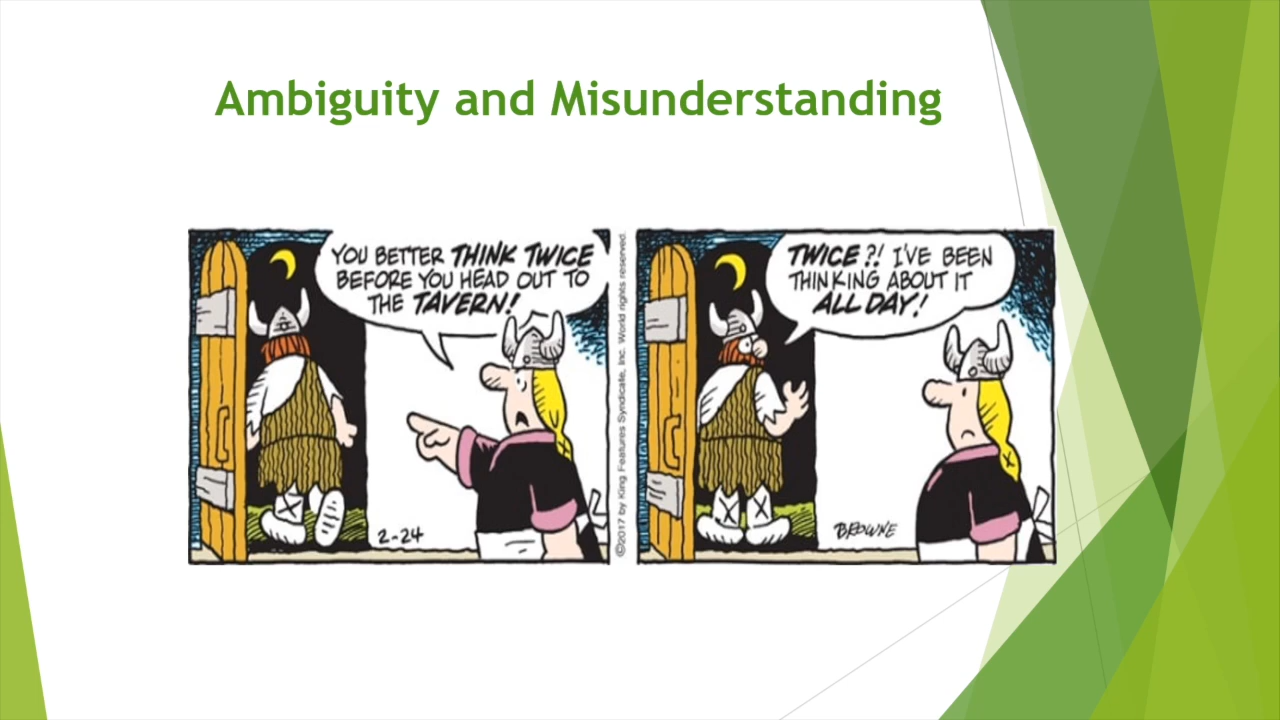 Ambiguity and Misunderstanding
YOU BETTER THINK TWICE
BEFORE YOU HEAD OUT TO
THE TAVERN!
2-24
©2017 by King Features Syndicate, Inc. World rights reserved.
TWICE?! I'VE BEEN
THINKING ABOUT IT
ALL DAY!
BROWNE